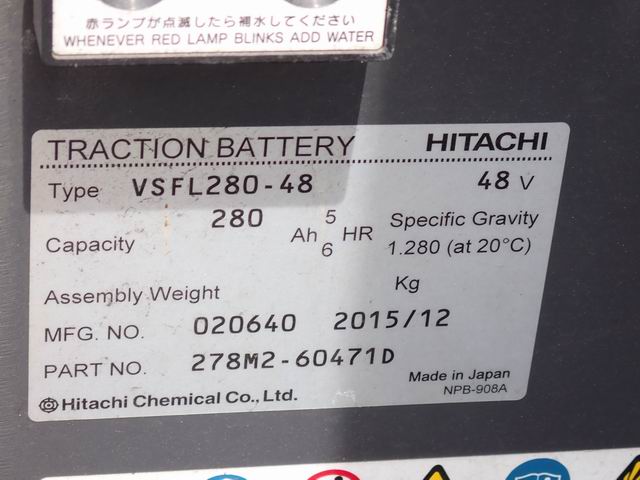 赤ランプが点滅したら補水してください
WHENEVER RED LAMP BLINKS ADD WATER
TRACTION BATTERY HITACHI
Type VSFL280-48 48 V
Capacity 280 Ah 5 6 HR Specific Gravity
1.280 (at 20°C)
Assembly Weight Kg
MFG. NO. 020640 2015/12
PART NO. 278M2-60471D
Made in Japan
Hitachi Chemical Co., Ltd. NPB-908A